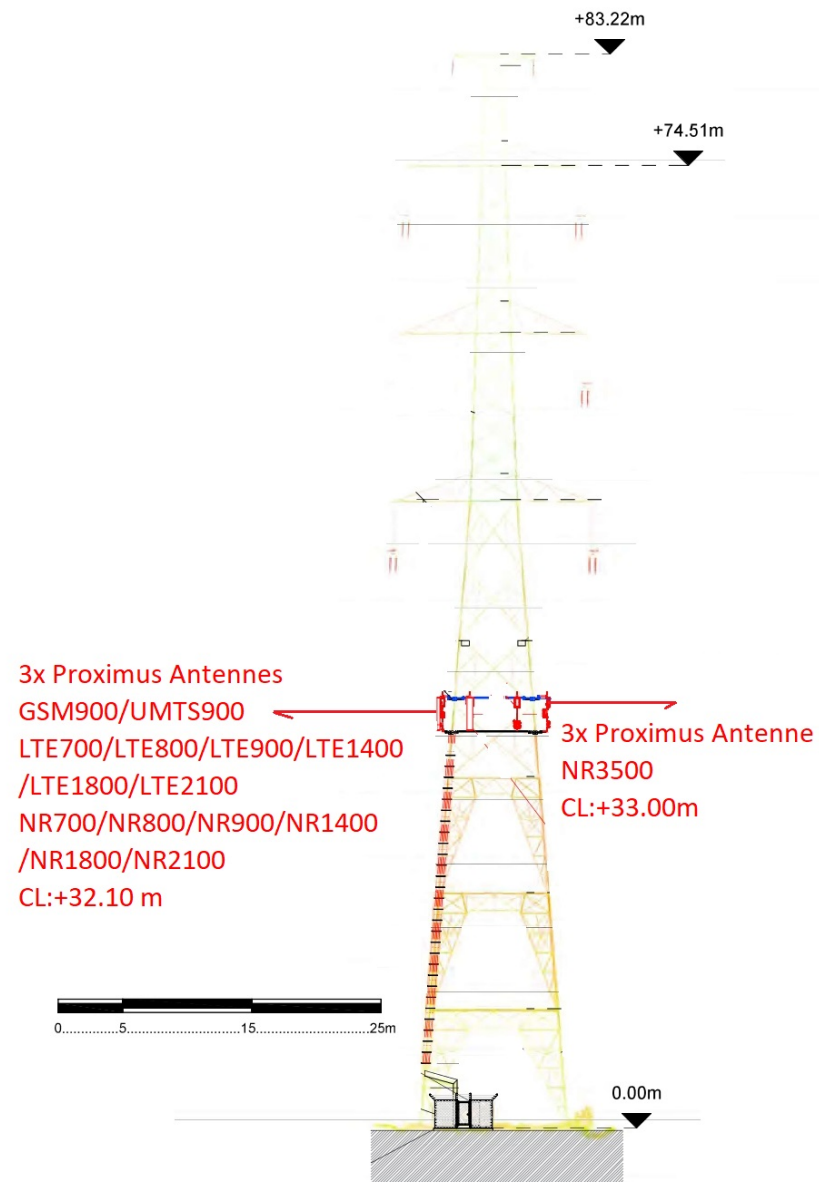 +83.22m
+74.51m
3x Proximus Antennes
GSM900/UMTS900
LTE700/LTE800/LTE900/LTE1400
/LTE1800/LTE2100
NR700/NR800/NR900/NR1400
/NR1800/NR2100
CL:+32.10 m
3x Proximus Antenne
NR3500
CL:+33.00m
0.............5..........................15..........................25m
0.00m